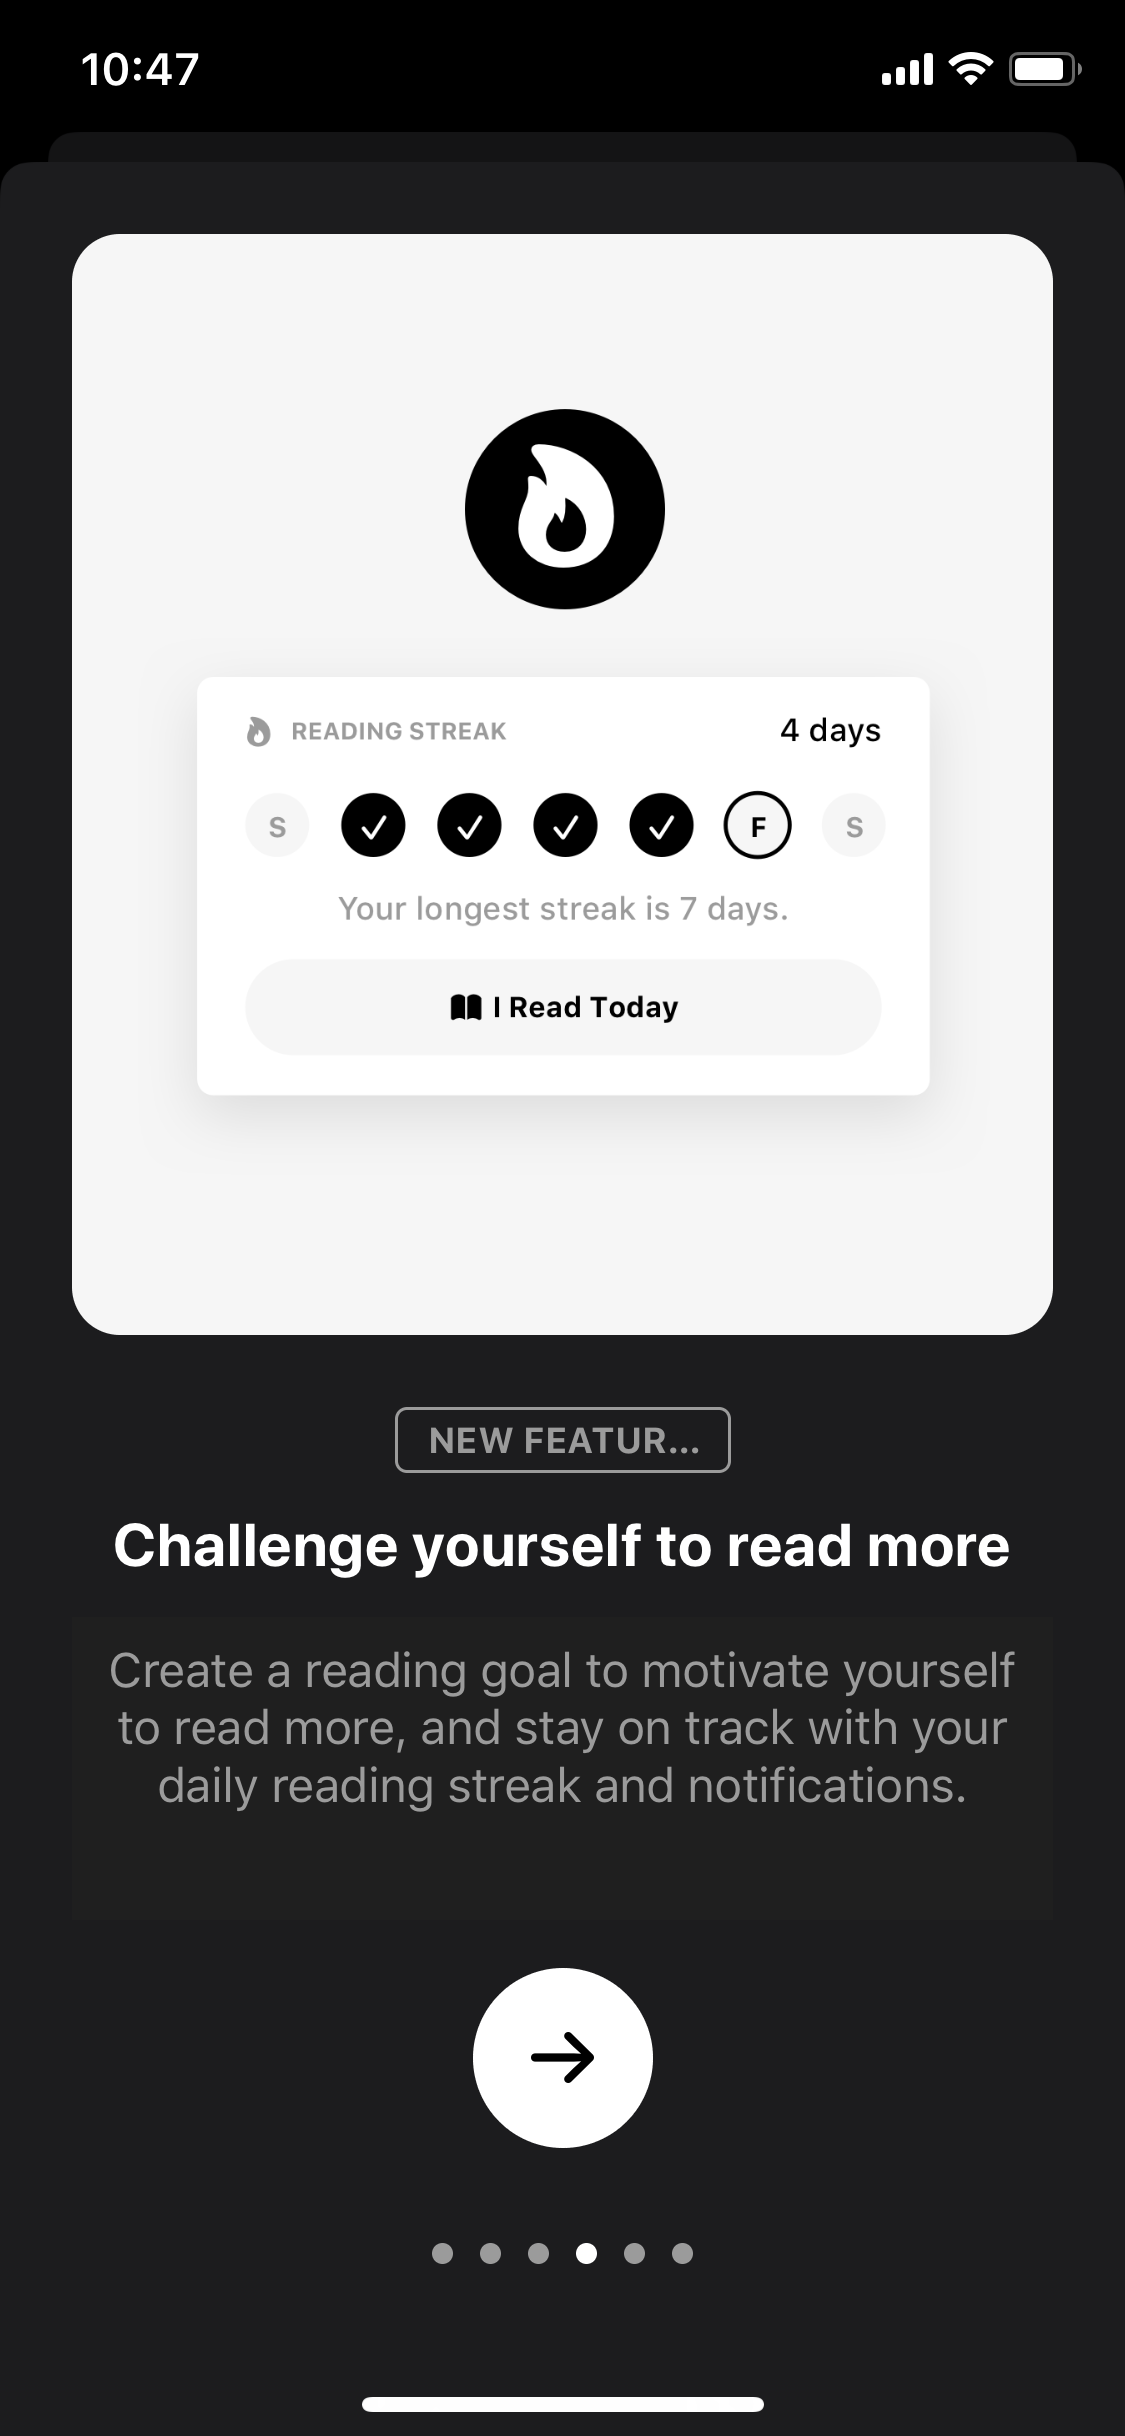 10:47
READING STREAK
4 days
S
F
S
Your longest streak is 7 days.
I Read Today
NEW FEATUR...
Challenge yourself to read more
Create a reading goal to motivate yourself
to read more, and stay on track with your
daily reading streak and notifications.